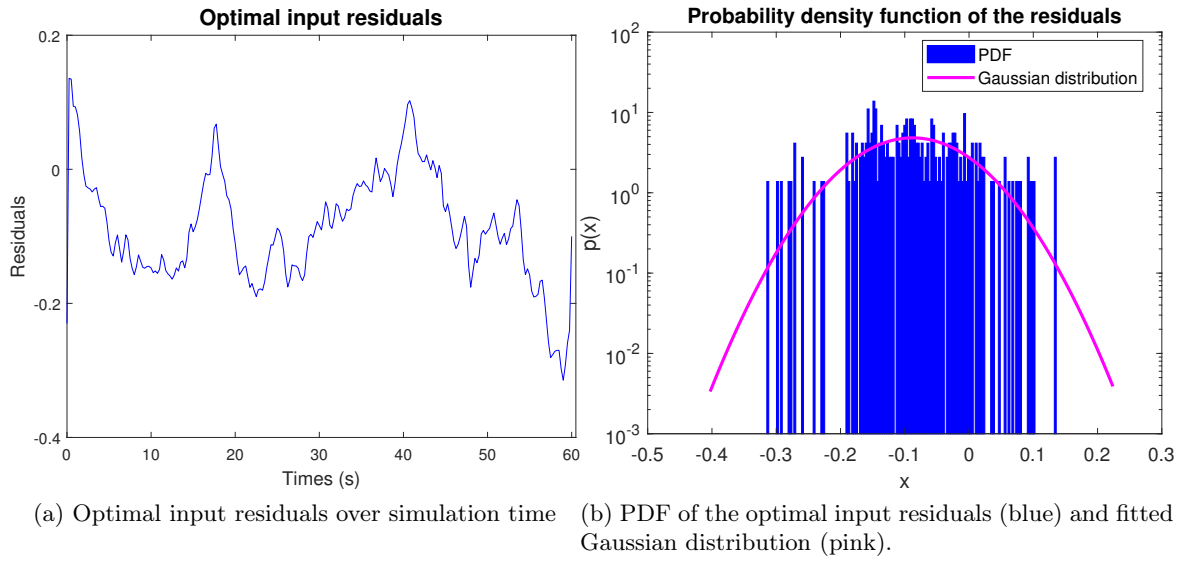 Optimal input residuals
0.2
0
-0.2
-0.4
Residuals
0
10
20
30
40
50
60
Times (s)
(a) Optimal input residuals over simulation time
Probability density function of the residuals
10^2
10^1
10^0
10^-1
10^-2
10^-3
p(x)
PDF
Gaussian distribution
-0.5
-0.4
-0.3
-0.2
-0.1
0
0.1
0.2
0.3
x
(b) PDF of the optimal input residuals (blue) and fitted
Gaussian distribution (pink).